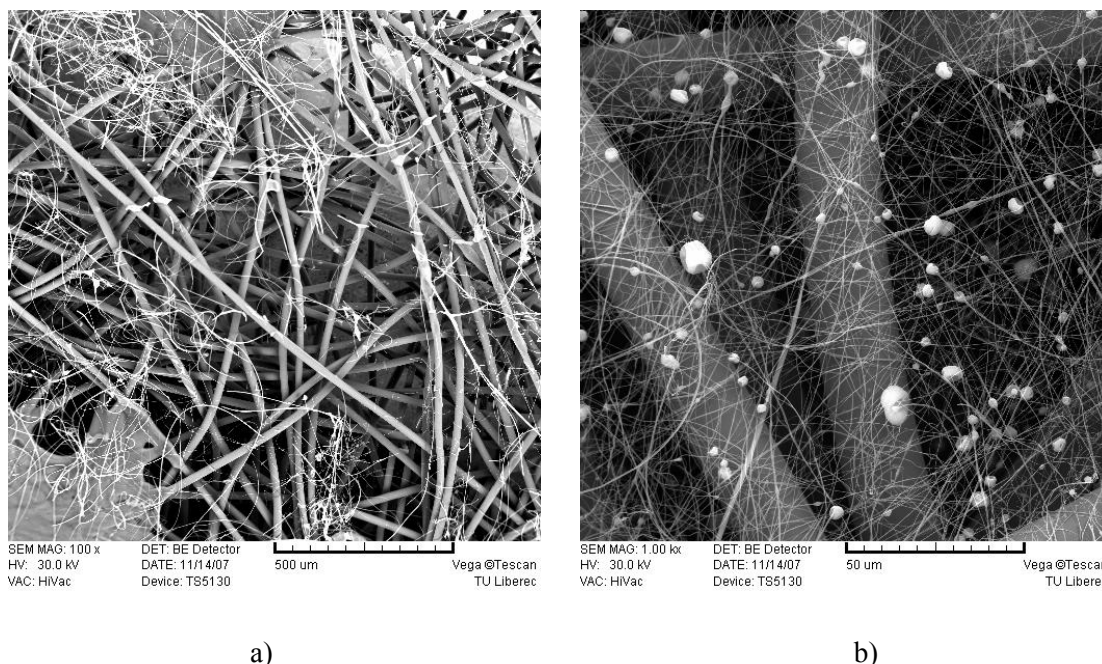 SEM MAG: 100 x DET: BE Detector
HV: 30.0 kV DATE: 11/14/07 500 um Vega ©Tescan
VAC: HiVac Device: TS5130 TU Liberec
SEM MAG: 1.00 kx DET: BE Detector
HV: 30.0 kV DATE: 11/14/07 50 um Vega ©Tescan
VAC: HiVac Device: TS5130 TU Liberec
a) b)